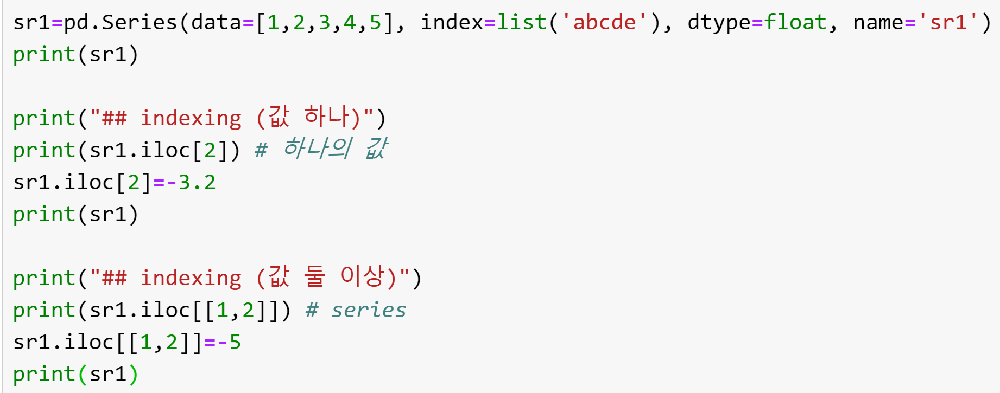 sr1=pd.Series(data=[1,2,3,4,5], index=list('abcde'), dtype=float, name='sr1')
print(sr1)
print("## indexing (값 하나)")
print(sr1.iloc[2]) # 하나의 값
sr1.iloc[2]=-3.2
print(sr1)
print("## indexing (값 둘 이상)")
print(sr1.iloc[[1,2]]) # series
sr1.iloc[[1,2]]=-5
print(sr1)